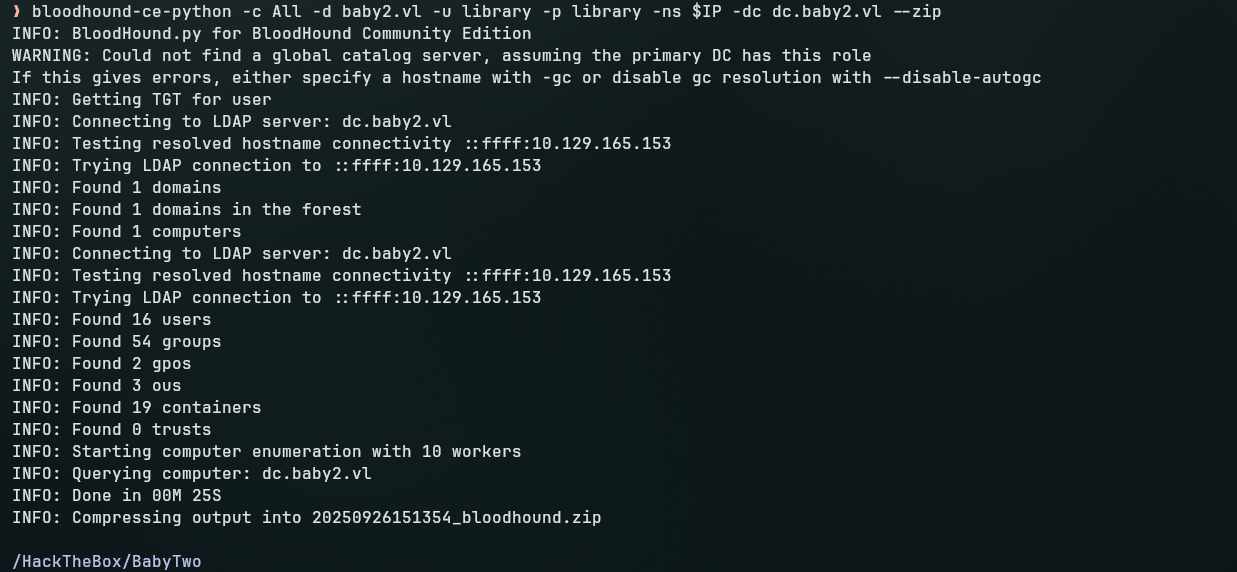 ❯ bloodhound-ce-python -c All -d baby2.vl -u library -p library -ns $IP -dc dc.baby2.vl --zip
INFO: BloodHound.py for BloodHound Community Edition
WARNING: Could not find a global catalog server, assuming the primary DC has this role
If this gives errors, either specify a hostname with -gc or disable gc resolution with --disable-autogc
INFO: Getting TGT for user
INFO: Connecting to LDAP server: dc.baby2.vl
INFO: Testing resolved hostname connectivity ::ffff:10.129.165.153
INFO: Trying LDAP connection to ::ffff:10.129.165.153
INFO: Found 1 domains
INFO: Found 1 domains in the forest
INFO: Found 1 computers
INFO: Connecting to LDAP server: dc.baby2.vl
INFO: Testing resolved hostname connectivity ::ffff:10.129.165.153
INFO: Trying LDAP connection to ::ffff:10.129.165.153
INFO: Found 16 users
INFO: Found 54 groups
INFO: Found 2 gpos
INFO: Found 3 ous
INFO: Found 19 containers
INFO: Found 0 trusts
INFO: Starting computer enumeration with 10 workers
INFO: Querying computer: dc.baby2.vl
INFO: Done in 00M 25S
INFO: Compressing output into 20250926151354_bloodhound.zip
/HackTheBox/BabyTwo